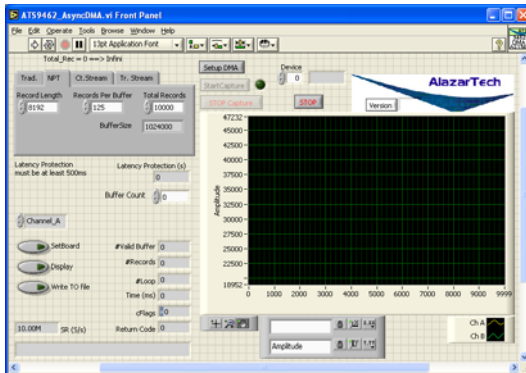 ATS9462_AsyncDMA.vi Front Panel
File Edit Operate Tools Browse Window Help
13pt Application Font
Total_Rec = 0 ==> Infini
Trad. NPT Ct.Stream Tr. Stream
Record Length Records Per Buffer Total Records
8192 125 10000
BufferSize 1024000
Setup DMA
StartCapture
STOP Capture
Device
0
STOP
AlazarTech
Version
Latency Protection
must be at least 500ms
Latency Protection (s)
0
Buffer Count 0
Channel_A
SetBoard
Display
Write TO file
#Valid Buffer 0
#Records 0
#Loop 0
Time (ms) 0
cFlags 0
10.00M SR (S/s) Return Code 0
Amplitude
47232
45000
42500
40000
37500
35000
32500
30000
27500
25000
22500
18952
0 1000 2000 3000 4000 5000 6000 7000 8000 9000 9999
Amplitude
Ch A
Ch B